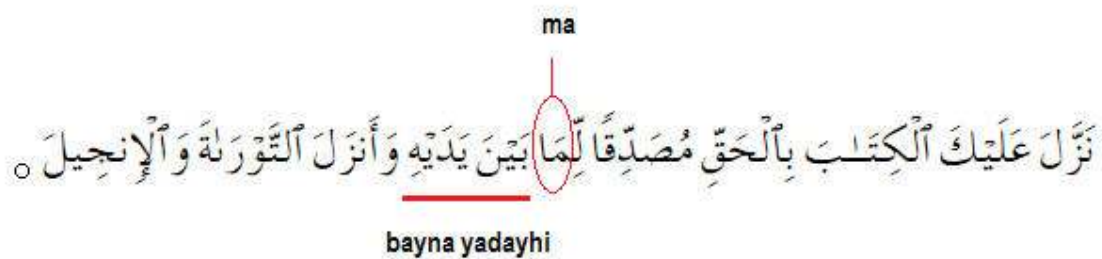 ma
نَزَّلَ عَلَيْكَ ٱلْكِتَـٰبَ بِٱلْحَقِّ مُصَدِّقًا لِّمَا بَيْنَ يَدَيْهِ وَأَنزَلَ ٱلتَّوْرَىٰةَ وَٱلْإِنجِيلَ ○
bayna yadayhi